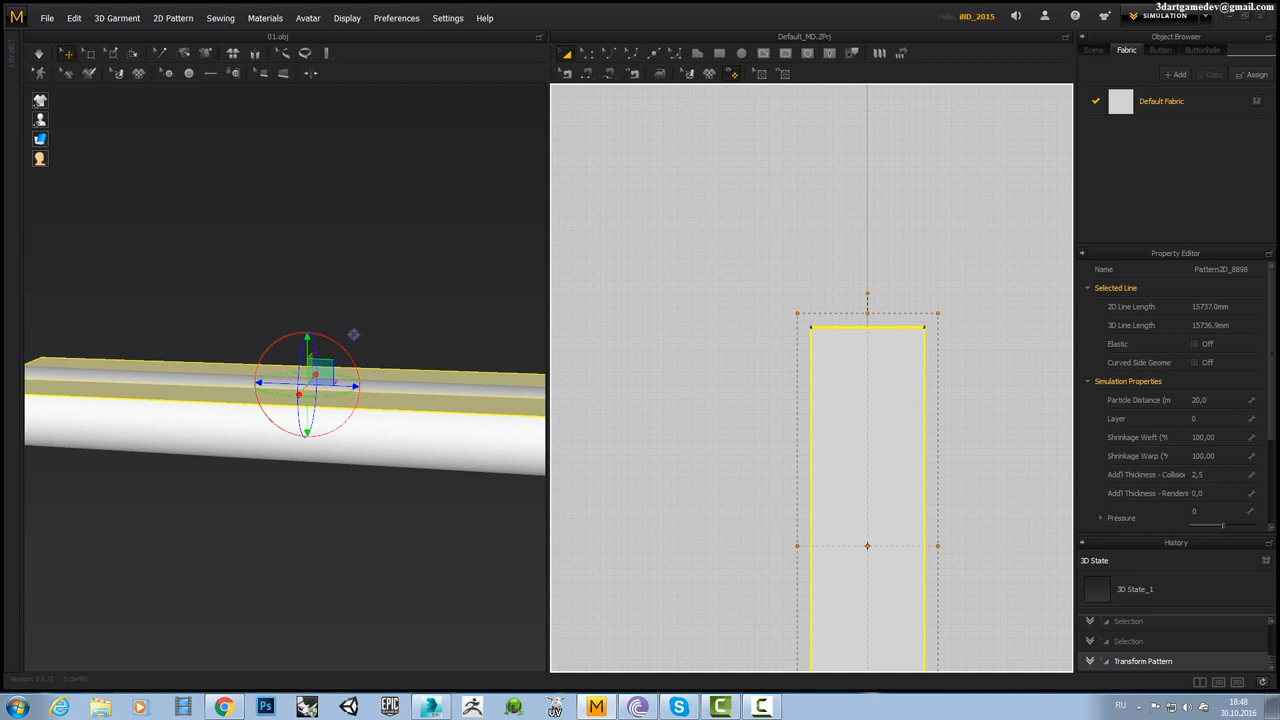 3dartgamedev@gmail.com
M File Edit 3D Garment 2D Pattern Sewing Materials Avatar Display Preferences Settings Help
Hello, iND_2015
SIMULATION
LIBRARY
01.obj
Default_MD.ZPrj
Object Browser
Scene Fabric Button Buttonhole
+ Add Copy Assign
Default Fabric
Property Editor
Name Pattern2D_8898
Selected Line
2D Line Length 15737.0mm
3D Line Length 15736.9mm
Elastic Off
Curved Side Geome Off
Simulation Properties
Particle Distance (m 20,0
Layer 0
Shrinkage Weft (% 100,00
Shrinkage Warp (% 100,00
Add'l Thickness - Collisio 2,5
Add'l Thickness - Renderi 0,0
Pressure 0
History
3D State
3D State_1
Selection
Selection
Transform Pattern
RU
18:48
30.10.2016